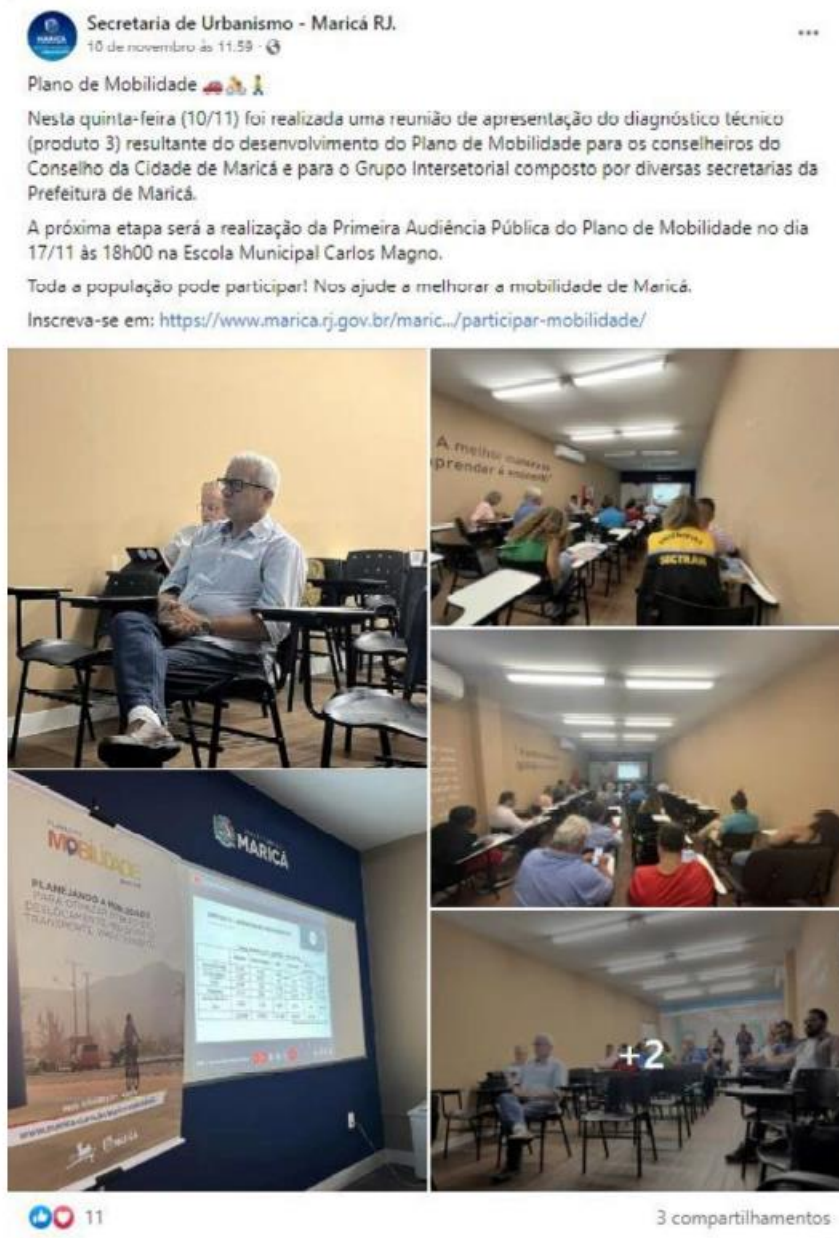 Secretaria de Urbanismo - Maricá RJ.
10 de novembro às 11:59 ·
Plano de Mobilidade 🚗🚴🚶
Nesta quinta-feira (10/11) foi realizada uma reunião de apresentação do diagnóstico técnico
(produto 3) resultante do desenvolvimento do Plano de Mobilidade para os conselheiros do
Conselho da Cidade de Maricá e para o Grupo Intersetorial composto por diversas secretarias da
Prefeitura de Maricá.
A próxima etapa será a realização da Primeira Audiência Pública do Plano de Mobilidade no dia
17/11 às 18h00 na Escola Municipal Carlos Magno.
Toda a população pode participar! Nos ajude a melhorar a mobilidade de Maricá.
Inscreva-se em: https://www.marica.rj.gov.br/maric.../participar-mobilidade/
A melhor
SECTRAN
MOBILIDADE
PLANEJANDO A MOBILIDADE
MARICÁ
+2
11
3 compartilhamentos